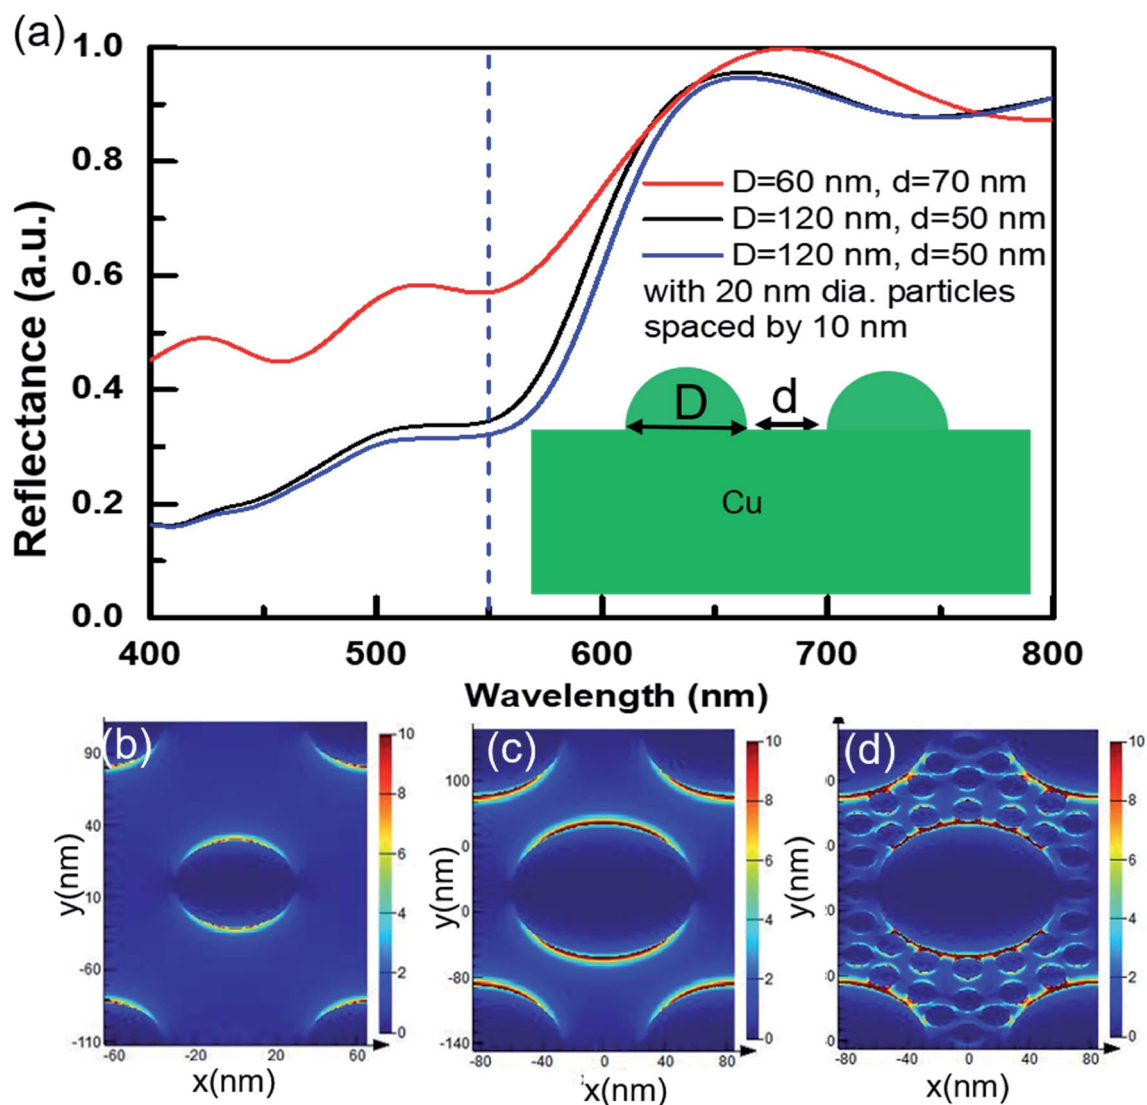 (a)
1.0
0.8
0.6
0.4
0.2
0.0
Reflectance (a.u.)
D=60 nm, d=70 nm
D=120 nm, d=50 nm
D=120 nm, d=50 nm
with 20 nm dia. particles
spaced by 10 nm
D
d
Cu
400 500 600 700 800
Wavelength (nm)
(b)
90
40
10
-60
-110
y(nm)
-60 -20 20 60
x(nm)
10
8
6
4
2
0
(c)
100
0
0
-80
-140
y(nm)
-80 -40 0 40 80
x(nm)
10
8
6
4
2
0
(d)
y(nm)
-80 -40 0 40 80
x(nm)
10
8
6
4
2
0